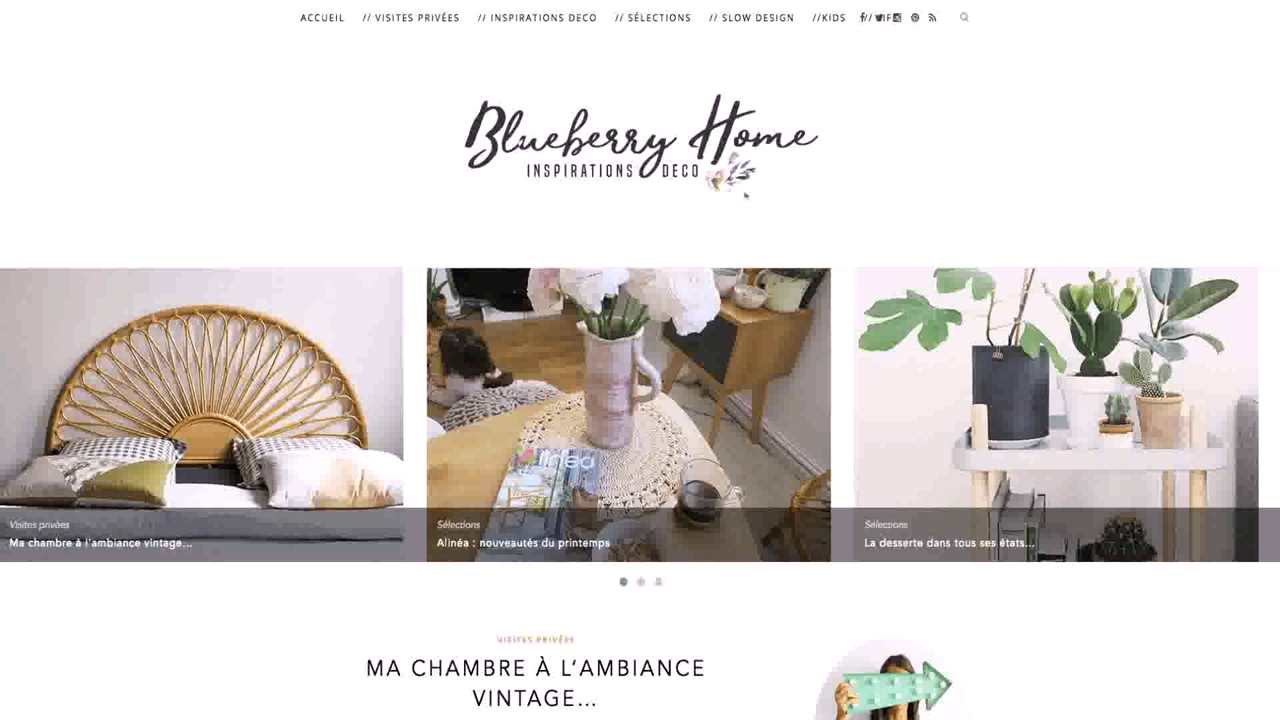 ACCUEIL // VISITES PRIVÉES // INSPIRATIONS DECO // SÉLECTIONS // SLOW DESIGN //KIDS
Blueberry Home
INSPIRATIONS DECO
Visites privées
Ma chambre à l'ambiance vintage...
Sélections
Alinéa : nouveautés du printemps
Sélections
La desserte dans tous ses états...
VISITES PRIVÉES
MA CHAMBRE À L'AMBIANCE
VINTAGE...